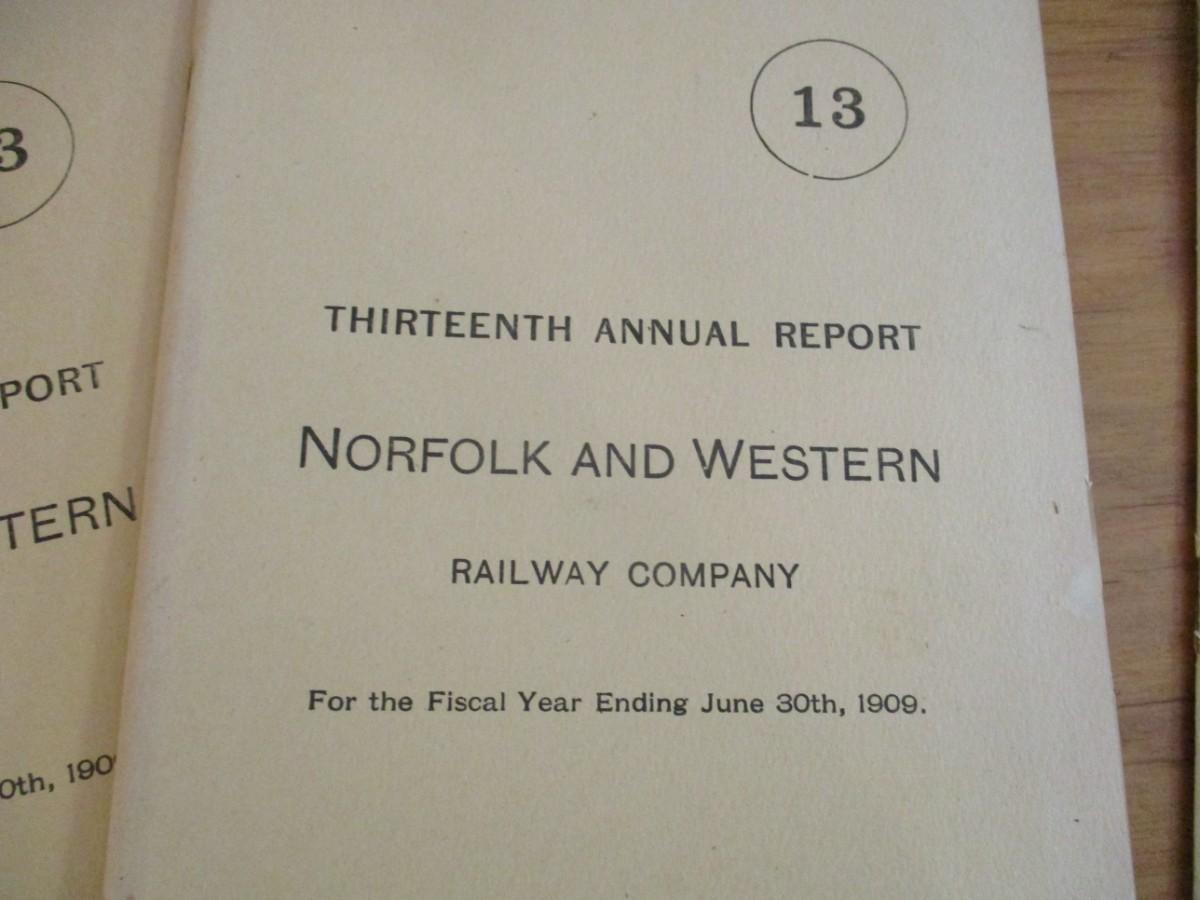 3
PORT
TERN
0th, 190
13
THIRTEENTH ANNUAL REPORT
NORFOLK AND WESTERN
RAILWAY COMPANY
For the Fiscal Year Ending June 30th, 1909.